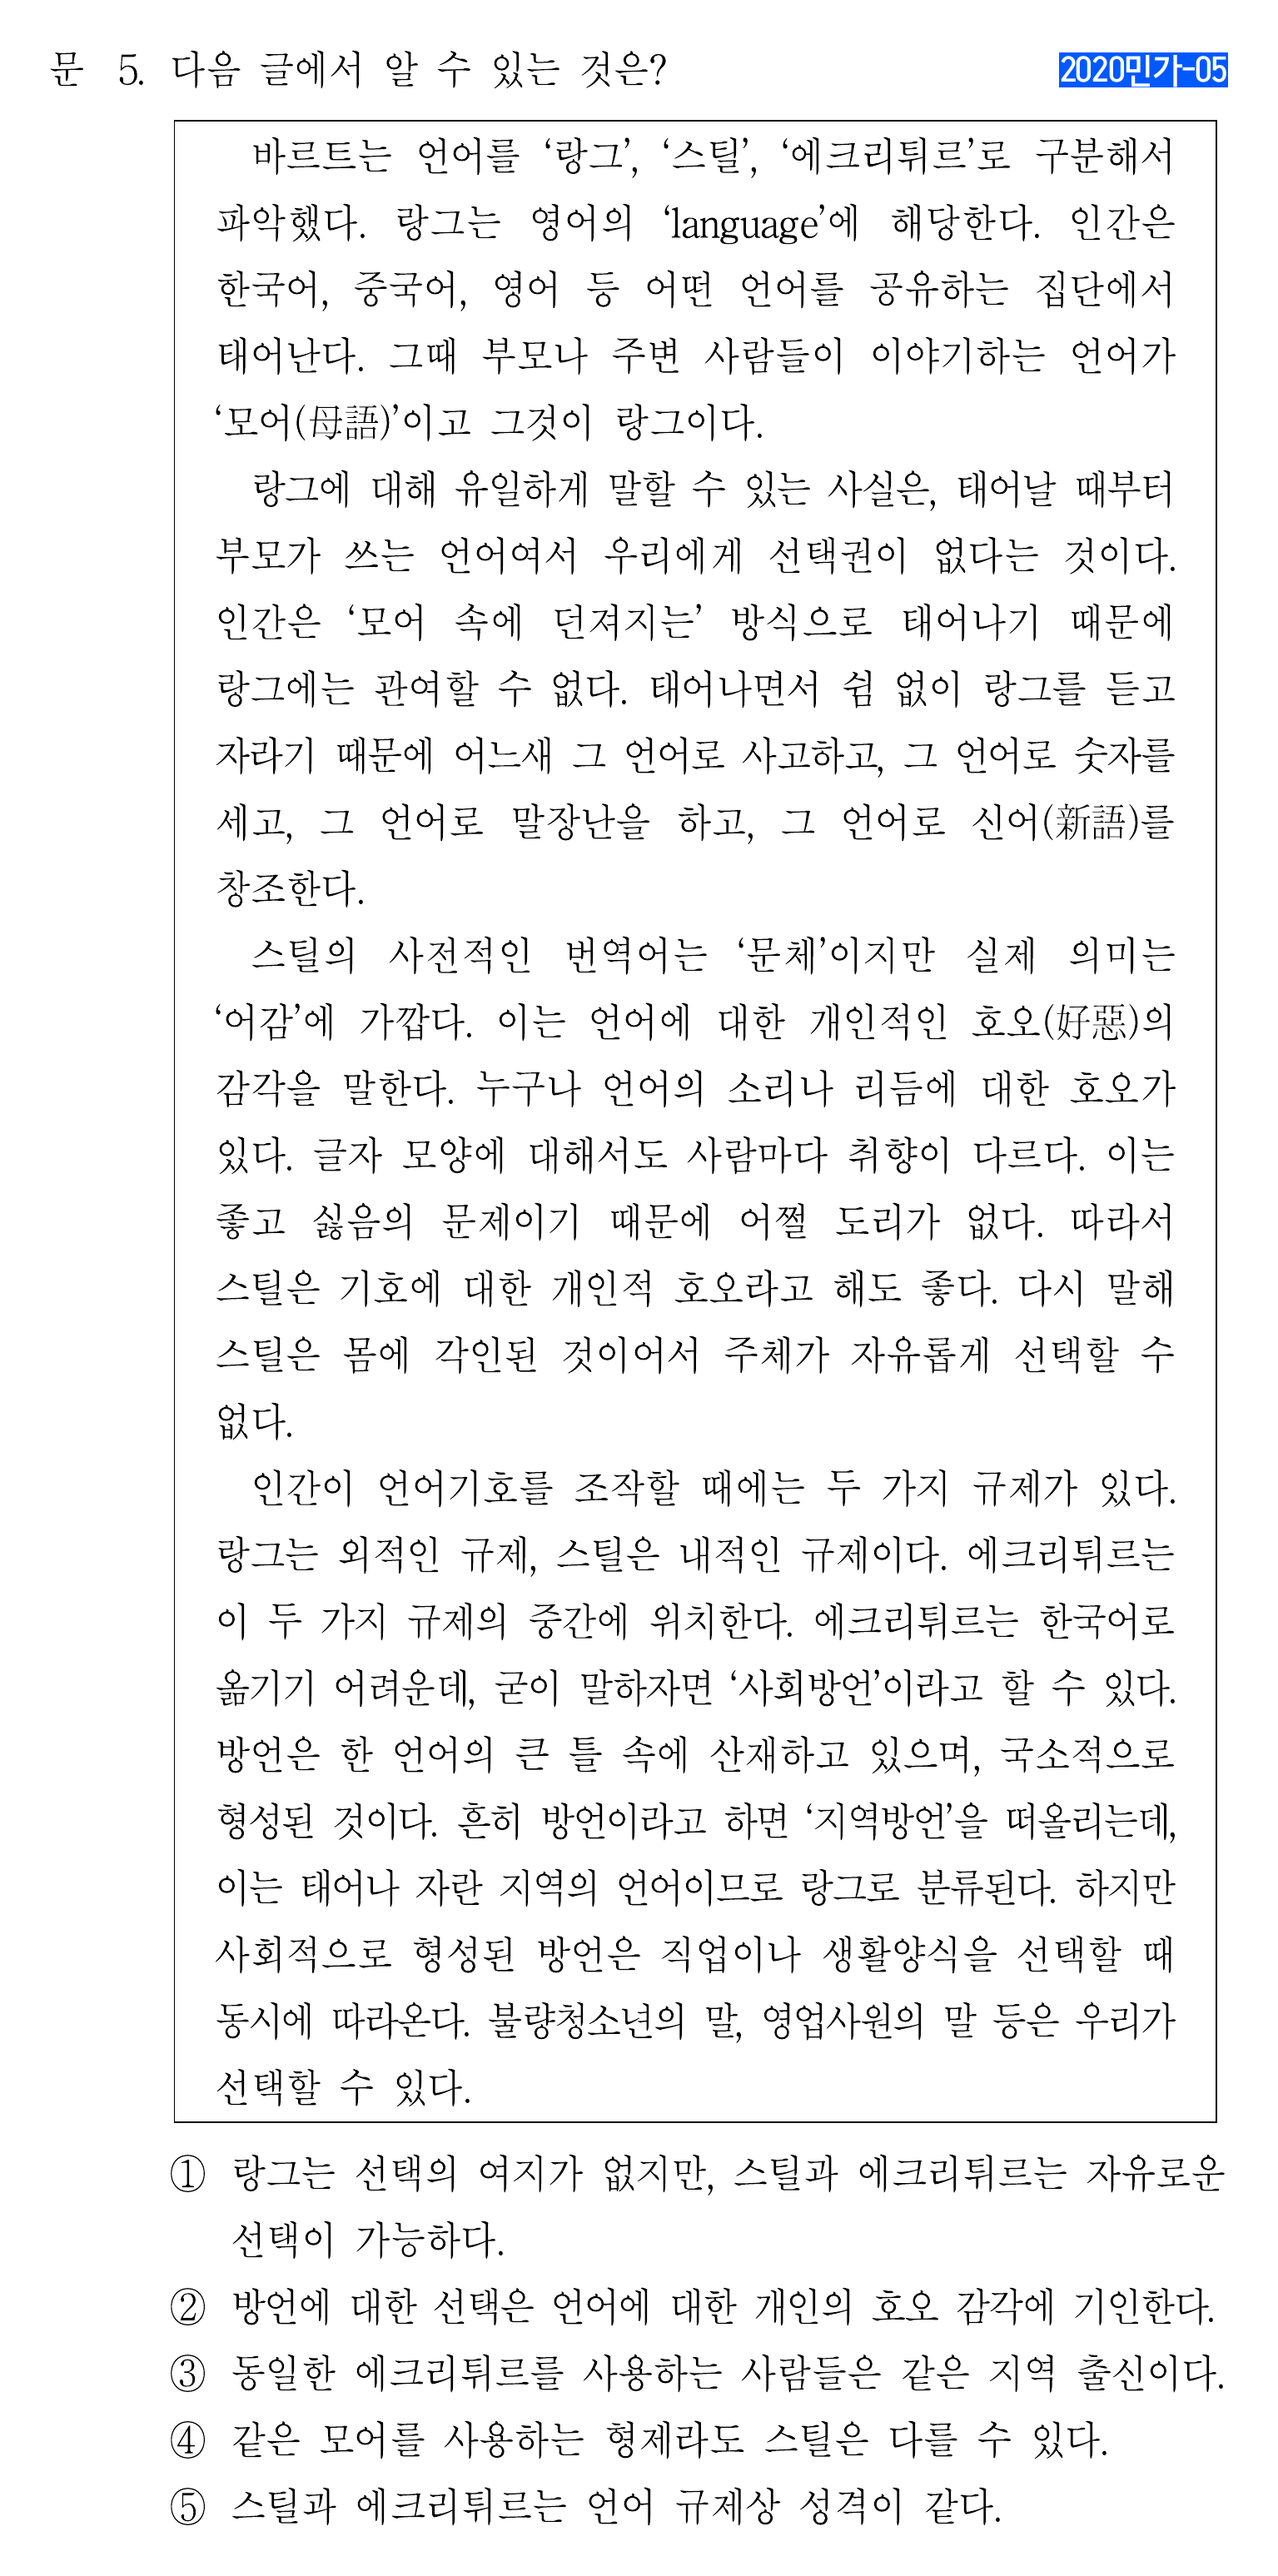 문 5. 다음 글에서 알 수 있는 것은?
2020민가-05
바르트는 언어를 ‘랑그’, ‘스틸’, ‘에크리튀르’로 구분해서
파악했다. 랑그는 영어의 ‘language’에 해당한다. 인간은
한국어, 중국어, 영어 등 어떤 언어를 공유하는 집단에서
태어난다. 그때 부모나 주변 사람들이 이야기하는 언어가
‘모어(母語)’이고 그것이 랑그이다.
랑그에 대해 유일하게 말할 수 있는 사실은, 태어날 때부터
부모가 쓰는 언어여서 우리에게 선택권이 없다는 것이다.
인간은 ‘모어 속에 던져지는’ 방식으로 태어나기 때문에
랑그에는 관여할 수 없다. 태어나면서 쉼 없이 랑그를 듣고
자라기 때문에 어느새 그 언어로 사고하고, 그 언어로 숫자를
세고, 그 언어로 말장난을 하고, 그 언어로 신어(新語)를
창조한다.
스틸의 사전적인 번역어는 ‘문체’이지만 실제 의미는
‘어감’에 가깝다. 이는 언어에 대한 개인적인 호오(好惡)의
감각을 말한다. 누구나 언어의 소리나 리듬에 대한 호오가
있다. 글자 모양에 대해서도 사람마다 취향이 다르다. 이는
좋고 싫음의 문제이기 때문에 어쩔 도리가 없다. 따라서
스틸은 기호에 대한 개인적 호오라고 해도 좋다. 다시 말해
스틸은 몸에 각인된 것이어서 주체가 자유롭게 선택할 수
없다.
인간이 언어기호를 조작할 때에는 두 가지 규제가 있다.
랑그는 외적인 규제, 스틸은 내적인 규제이다. 에크리튀르는
이 두 가지 규제의 중간에 위치한다. 에크리튀르는 한국어로
옮기기 어려운데, 굳이 말하자면 ‘사회방언’이라고 할 수 있다.
방언은 한 언어의 큰 틀 속에 산재하고 있으며, 국소적으로
형성된 것이다. 흔히 방언이라고 하면 ‘지역방언’을 떠올리는데,
이는 태어나 자란 지역의 언어이므로 랑그로 분류된다. 하지만
사회적으로 형성된 방언은 직업이나 생활양식을 선택할 때
동시에 따라온다. 불량청소년의 말, 영업사원의 말 등은 우리가
선택할 수 있다.
① 랑그는 선택의 여지가 없지만, 스틸과 에크리튀르는 자유로운
선택이 가능하다.
② 방언에 대한 선택은 언어에 대한 개인의 호오 감각에 기인한다.
③ 동일한 에크리튀르를 사용하는 사람들은 같은 지역 출신이다.
④ 같은 모어를 사용하는 형제라도 스틸은 다를 수 있다.
⑤ 스틸과 에크리튀르는 언어 규제상 성격이 같다.